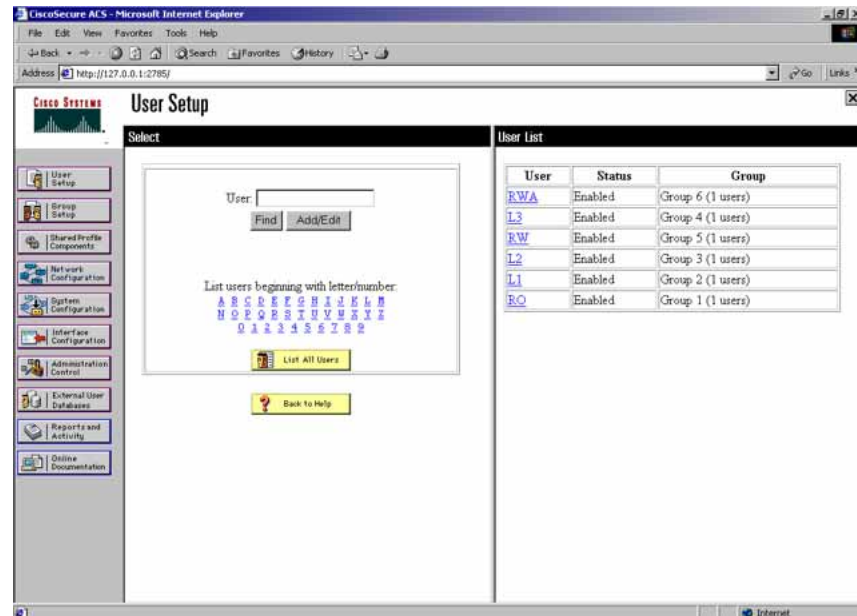 CiscoSecure ACS - Microsoft Internet Explorer
File Edit View Favorites Tools Help
Back Search Favorites History
Address http://127.0.0.1:2785/ Go Links
CISCO SYSTEMS
User Setup
Select
User List
User Setup
Group Setup
Shared Profile Components
Network Configuration
System Configuration
Interface Configuration
Administration Control
External User Databases
Reports and Activity
Online Documentation
User:
Find Add/Edit
List users beginning with letter/number:
A B C D E F G H I J K L M
N O P Q R S T U V W X Y Z
0 1 2 3 4 5 6 7 8 9
List All Users
Back to Help
User Status Group
RWA Enabled Group 6 (1 users)
L3 Enabled Group 4 (1 users)
RW Enabled Group 5 (1 users)
L2 Enabled Group 3 (1 users)
L1 Enabled Group 2 (1 users)
RO Enabled Group 1 (1 users)
Internet